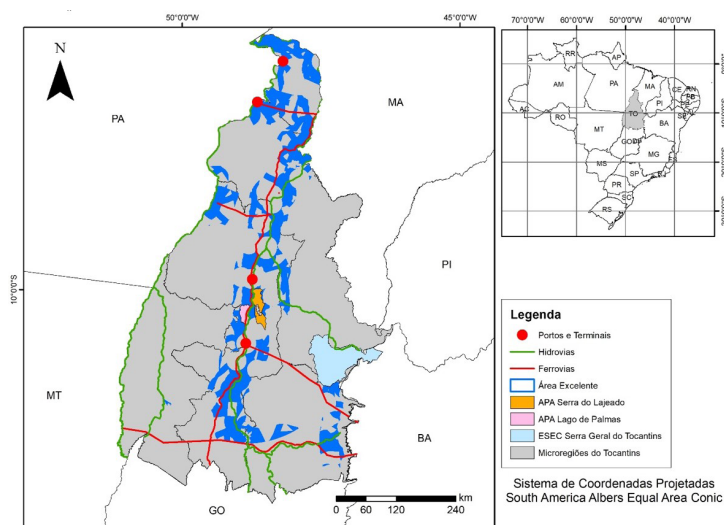 50°0'0"O
45°0'0"O
N
PA
MA
10°0'0"S
PI
MT
BA
GO
km
0 60 120 240
70°0'0"O 60°0'0"O 50°0'0"O 40°0'0"O
RR
AP
AM
PA
MA
CE
RN
PB
PI
AC
TO
RO
BA
MT
GO
MG
MS
ES
SP
PR
SC
RS
Legenda
Portos e Terminais
Hidrovias
Ferrovias
Área Excelente
APA Serra do Lajeado
APA Lago de Palmas
ESEC Serra Geral do Tocantins
Microregiões do Tocantins
Sistema de Coordenadas Projetadas
South America Albers Equal Area Conic